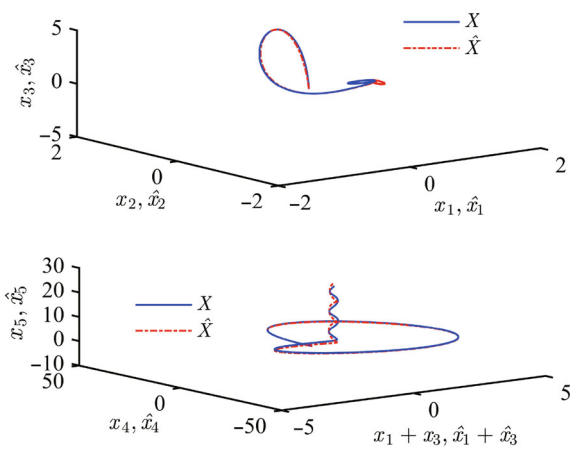 5
0
−5
x₃, x̂₃
X
X̂
2
0
−2
x₂, x̂₂
−2
0
2
x₁, x̂₁
30
20
10
0
−10
x₅, x̂₅
X
X̂
50
0
−50
x₄, x̂₄
−5
0
5
x₁ + x₃, x̂₁ + x̂₃